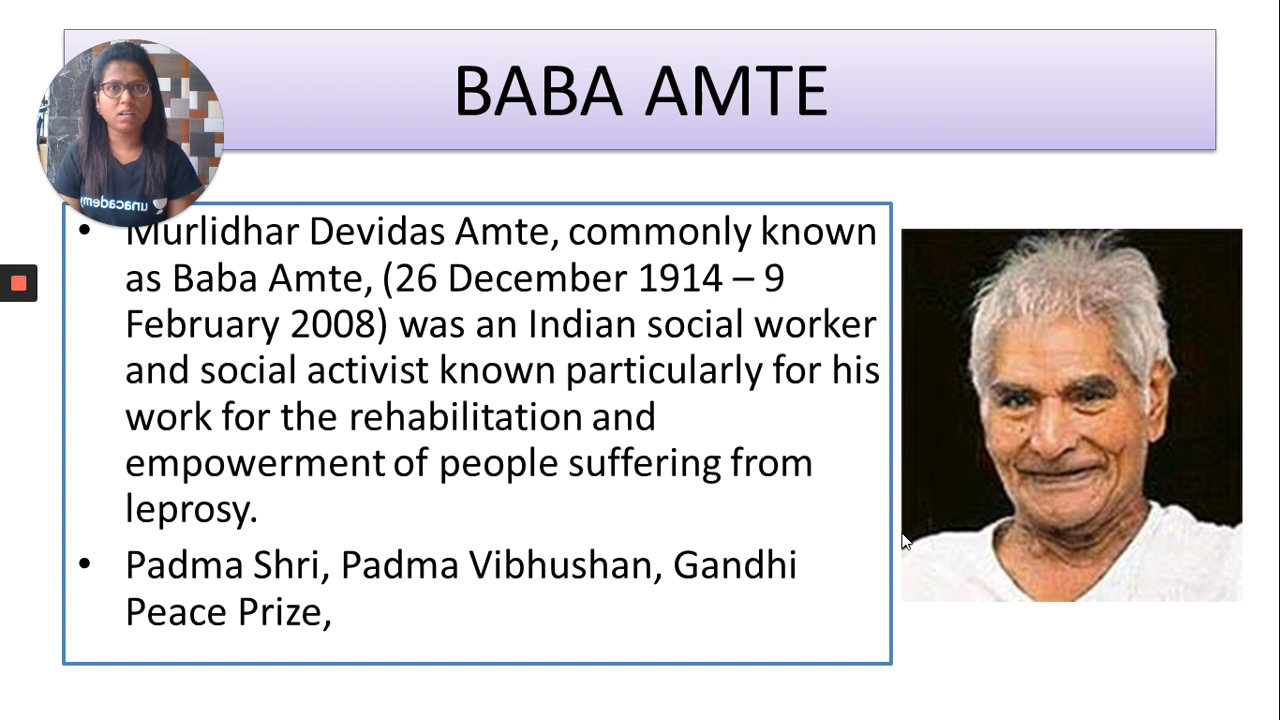 BABA AMTE
unacademy
• Murlidhar Devidas Amte, commonly known
as Baba Amte, (26 December 1914 – 9
February 2008) was an Indian social worker
and social activist known particularly for his
work for the rehabilitation and
empowerment of people suffering from
leprosy.
• Padma Shri, Padma Vibhushan, Gandhi
Peace Prize,